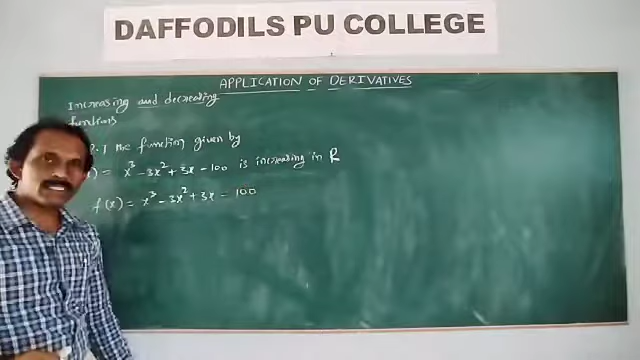 DAFFODILS PU COLLEGE
APPLICATION OF DERIVATIVES
Increasing and decreasing
functions
.T the function given by
) = x³ - 3x² + 3x - 100 is increasing in R
f(x) = x³ - 3x² + 3x - 100